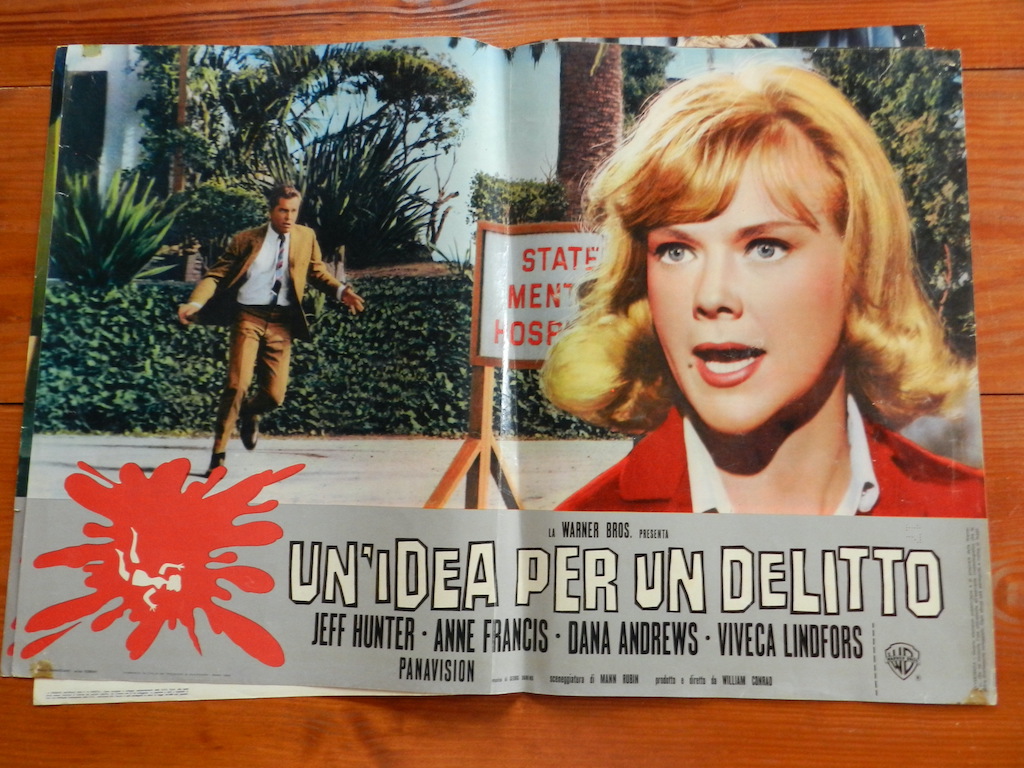 STATE
MENT
HOSP
LA WARNER BROS. PRESENTA
UN'IDEA PER UN DELITTO
JEFF HUNTER · ANNE FRANCIS · DANA ANDREWS · VIVECA LINDFORS
PANAVISION
sceneggiatura di MANN RUBIN prodotto e diretto da WILLIAM CONRAD
WB